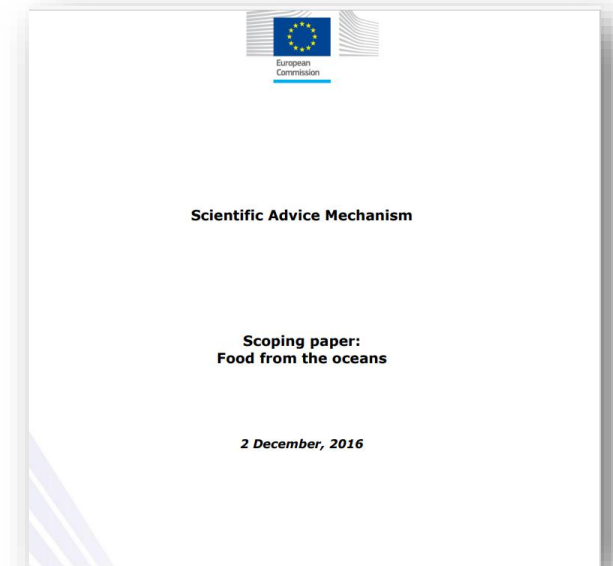 European
Commission
Scientific Advice Mechanism
Scoping paper:
Food from the oceans
2 December, 2016